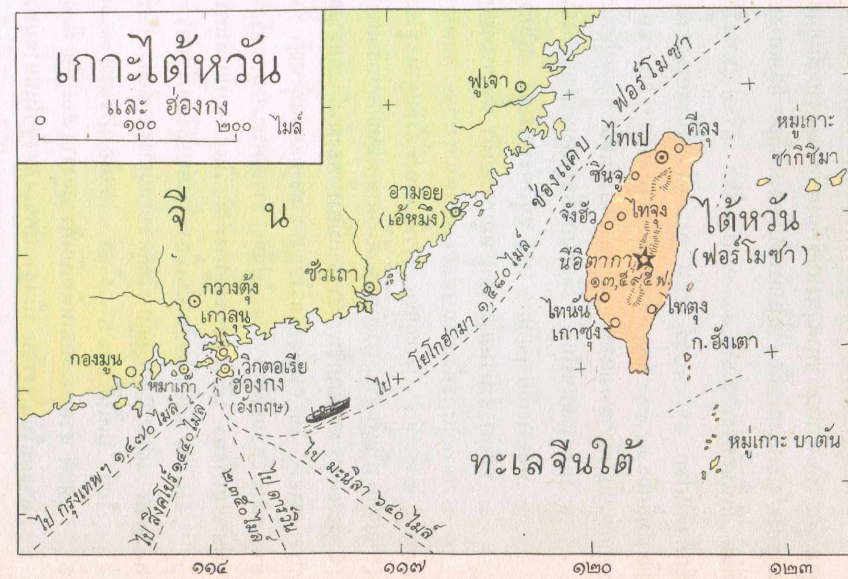 เกาะไต้หวัน
และ ฮ่องกง
๐ ๑๐๐ ๒๐๐ ไมล์
ฟูเจา
ช่องแคบ ฟอร์โมซา
ไทเป
คีลุง
หมู่เกาะ
ซากิชิมา
ซินจู
อามอย
(เอ้หมึง)
จีน
จังฮัว
ไทจุง
ไต้หวัน
(ฟอร์โมซา)
ซัวเถา
นีอิตากา
๑๓,๕๙๕ ฟ.
กวางตุ้ง
เกาลุน
ไทนัน
ไทตุง
เกาซุง
ก.ฮังเตา
ไป โยโกฮามา ๑,๕๘๐ ไมล์
กองมูน
หมาเก๊า
วิกตอเรีย
ฮ่องกง
(อังกฤษ)
หมู่เกาะ บาตัน
ทะเลจีนใต้
ไป กรุงเทพฯ ๑๔๗๐ ไมล์
ไป สิงคโปร์ ๑๔๔๐ ไมล์
ไป ดาร์วิน
๒,๓๕๐ ไมล์
ไป มะนิลา ๖๔๐ ไมล์
๑๑๔ ๑๑๗ ๑๒๐ ๑๒๓